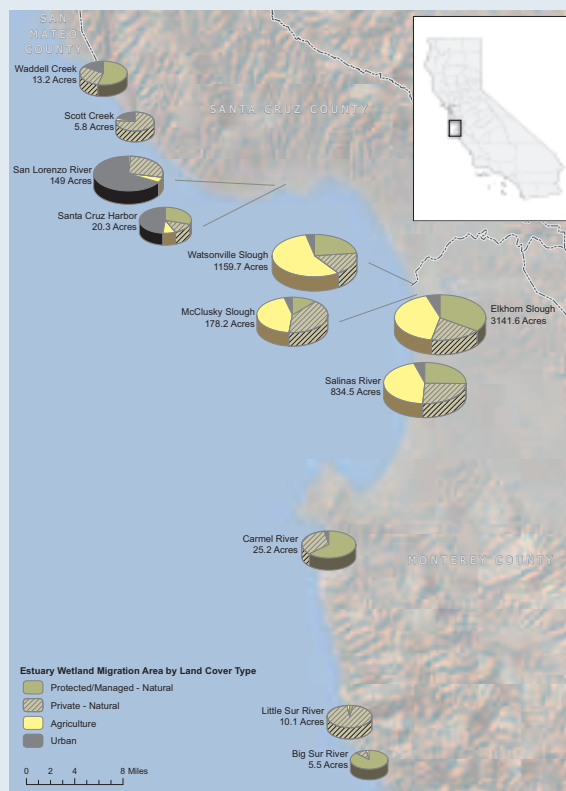 SAN
MATEO
COUNTY
Waddell Creek
13.2 Acres
SANTA CRUZ COUNTY
Scott Creek
5.8 Acres
San Lorenzo River
149 Acres
Santa Cruz Harbor
20.3 Acres
Watsonville Slough
1159.7 Acres
McClusky Slough
178.2 Acres
Elkhorn Slough
3141.6 Acres
Salinas River
834.5 Acres
Carmel River
25.2 Acres
MONTEREY COUNTY
Estuary Wetland Migration Area by Land Cover Type
Protected/Managed - Natural
Private - Natural
Agriculture
Urban
Little Sur River
10.1 Acres
Big Sur River
5.5 Acres
0 2 4 8 Miles